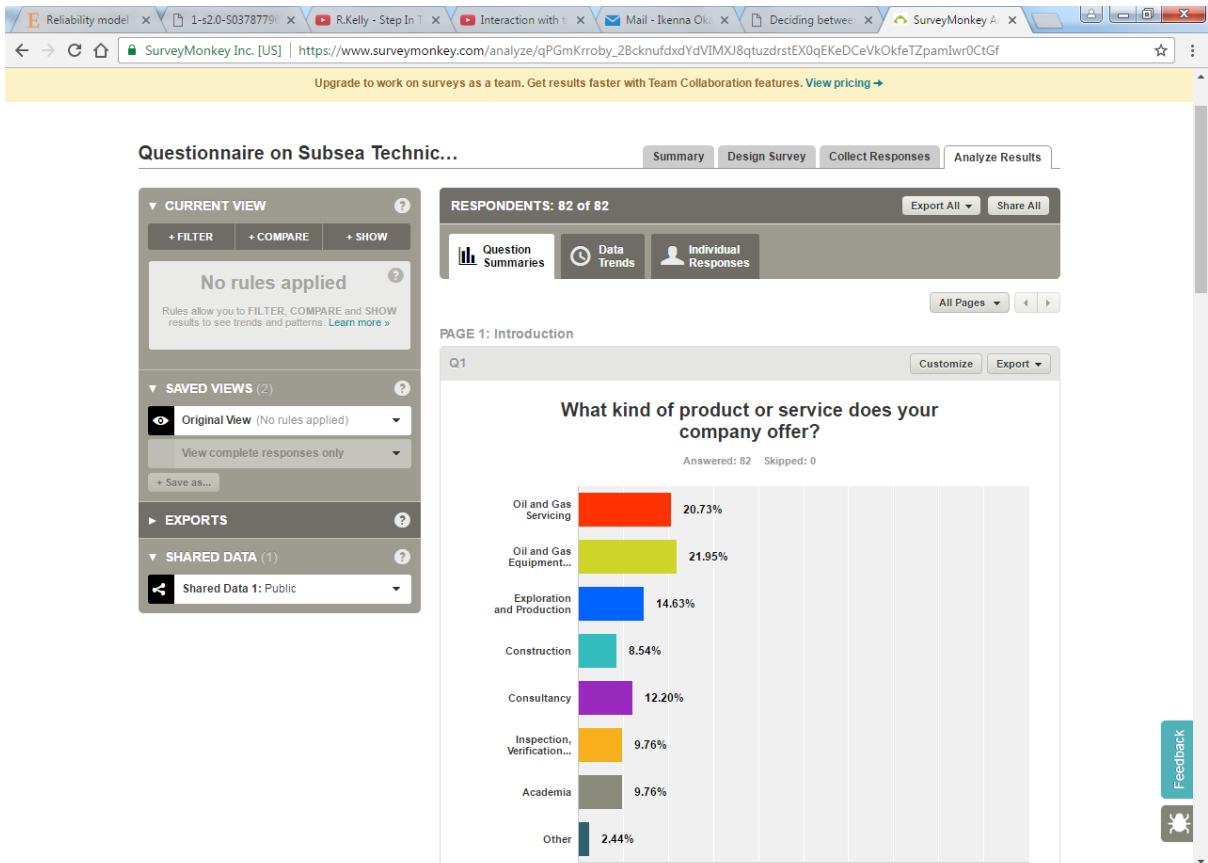 Reliability model
1-s2.0-S03787796
R.Kelly - Step In T
Interaction with t
Mail - Ikenna Oka
Deciding between
SurveyMonkey A
SurveyMonkey Inc. [US] | https://www.surveymonkey.com/analyze/qPGmKrroby_2BcknufdxdYdVIMXJ8qtuzdrstEX0qEKeDCeVkOkfeTZpamIwr0CtGf
Upgrade to work on surveys as a team. Get results faster with Team Collaboration features. View pricing →
Questionnaire on Subsea Technic...
Summary
Design Survey
Collect Responses
Analyze Results
CURRENT VIEW
+ FILTER
+ COMPARE
+ SHOW
No rules applied
Rules allow you to FILTER, COMPARE and SHOW
results to see trends and patterns. Learn more »
SAVED VIEWS (2)
Original View (No rules applied)
View complete responses only
+ Save as...
EXPORTS
SHARED DATA (1)
Shared Data 1: Public
RESPONDENTS: 82 of 82
Export All
Share All
Question
Summaries
Data
Trends
Individual
Responses
All Pages
PAGE 1: Introduction
Q1
Customize
Export
What kind of product or service does your
company offer?
Answered: 82 Skipped: 0
Oil and Gas
Servicing
20.73%
Oil and Gas
Equipment...
21.95%
Exploration
and Production
14.63%
Construction
8.54%
Consultancy
12.20%
Inspection,
Verification...
9.76%
Academia
9.76%
Other
2.44%
Feedback